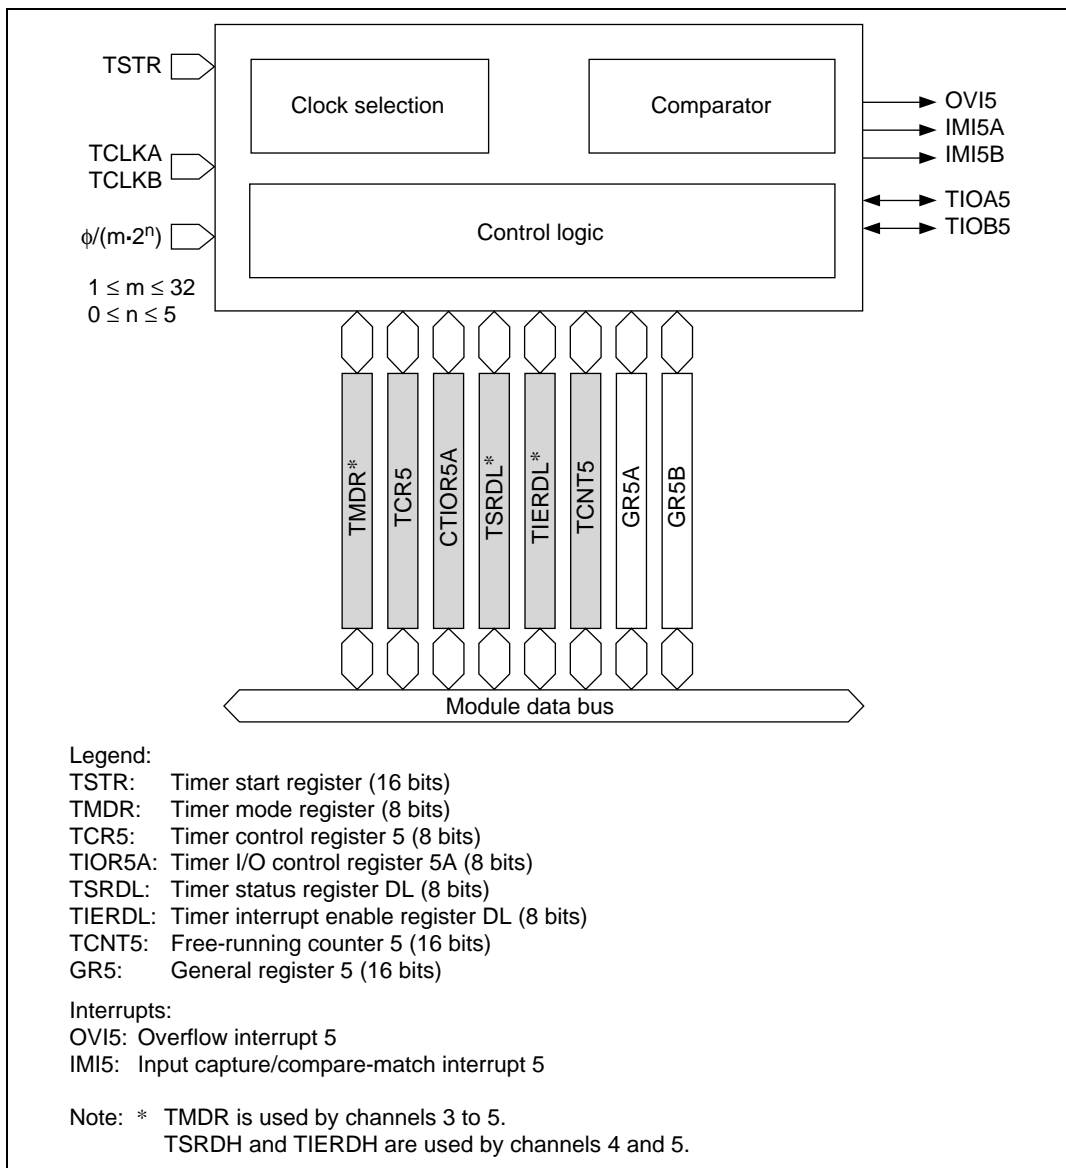 TSTR
Clock selection
Comparator
OVI5
IMI5A
IMI5B
TCLKA
TCLKB
TIOA5
TIOB5
ϕ/(m·2ⁿ)
Control logic
1 ≤ m ≤ 32
0 ≤ n ≤ 5
TMDR*
TCR5
CTIOR5A
TSRDL*
TIERDL*
TCNT5
GR5A
GR5B
Module data bus
Legend:
TSTR: Timer start register (16 bits)
TMDR: Timer mode register (8 bits)
TCR5: Timer control register 5 (8 bits)
TIOR5A: Timer I/O control register 5A (8 bits)
TSRDL: Timer status register DL (8 bits)
TIERDL: Timer interrupt enable register DL (8 bits)
TCNT5: Free-running counter 5 (16 bits)
GR5: General register 5 (16 bits)
Interrupts:
OVI5: Overflow interrupt 5
IMI5: Input capture/compare-match interrupt 5
Note: * TMDR is used by channels 3 to 5.
TSRDH and TIERDH are used by channels 4 and 5.